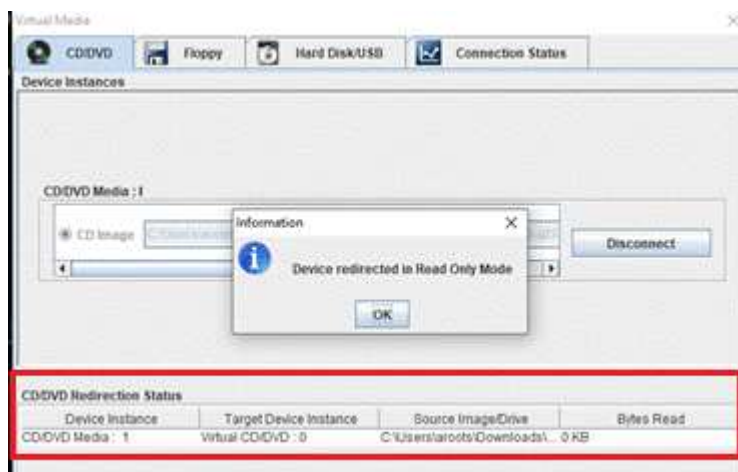 Virtual Media
CD/DVD Floppy Hard Disk/USB Connection Status
Device Instances
CD/DVD Media : I
CD Image
Disconnect
Information
Device redirected in Read Only Mode
OK
CD/DVD Redirection Status
Device Instance Target Device Instance Source Image/Drive Bytes Read
CD/DVD Media : 1 Virtual CD/DVD : 0 C:\Users\aroots\Downloads\... 0 KB